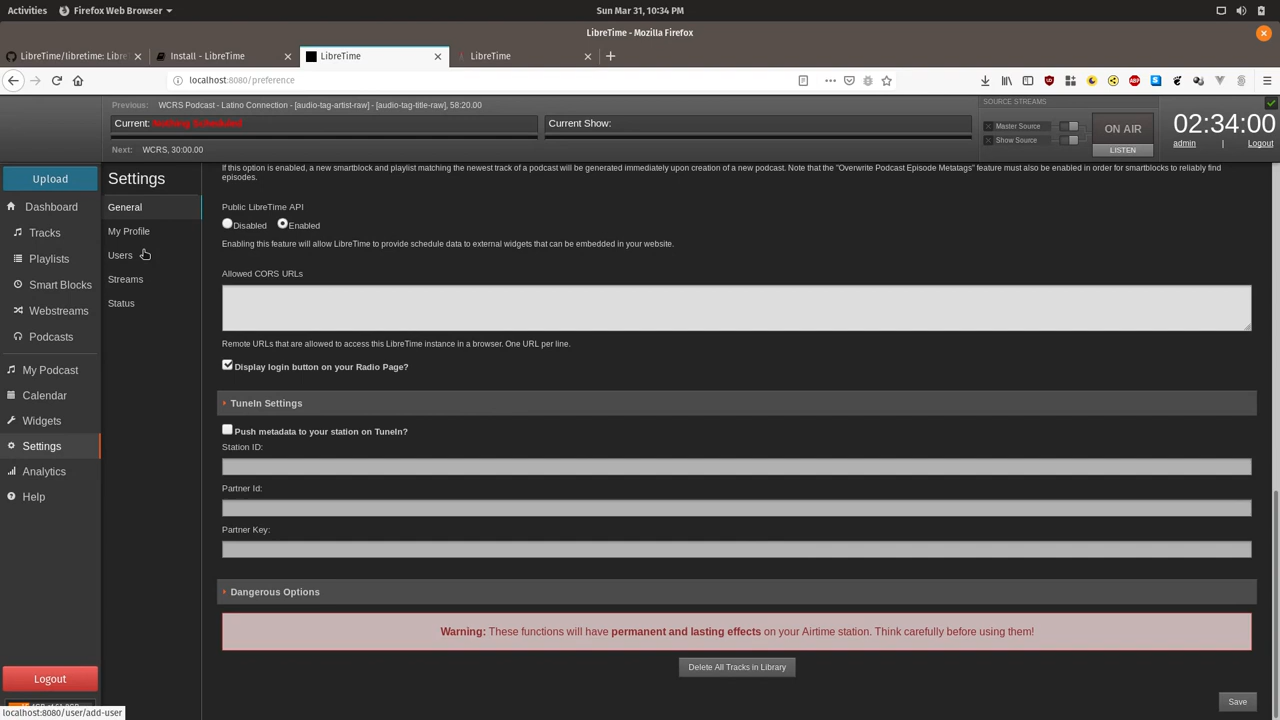 Activities
Firefox Web Browser
Sun Mar 31, 10:34 PM
LibreTime - Mozilla Firefox
LibreTime/libretime: Libre
Install - LibreTime
LibreTime
LibreTime
localhost:8080/preference
Previous: WCRS Podcast - Latino Connection - [audio-tag-artist-raw] - [audio-tag-title-raw], 58:20.00
Current: Nothing Scheduled
Current Show:
Next: WCRS, 30:00.00
SOURCE STREAMS
Master Source
Show Source
ON AIR
LISTEN
02:34:00
admin | Logout
Upload
Dashboard
Tracks
Playlists
Smart Blocks
Webstreams
Podcasts
My Podcast
Calendar
Widgets
Settings
Analytics
Help
Logout
localhost:8080/user/add-user
Settings
General
My Profile
Users
Streams
Status
If this option is enabled, a new smartblock and playlist matching the newest track of a podcast will be generated immediately upon creation of a new podcast. Note that the "Overwrite Podcast Episode Metatags" feature must also be enabled in order for smartblocks to reliably find
episodes.
Public LibreTime API
Disabled Enabled
Enabling this feature will allow LibreTime to provide schedule data to external widgets that can be embedded in your website.
Allowed CORS URLs
Remote URLs that are allowed to access this LibreTime instance in a browser. One URL per line.
Display login button on your Radio Page?
TuneIn Settings
Push metadata to your station on TuneIn?
Station ID:
Partner Id:
Partner Key:
Dangerous Options
Warning: These functions will have permanent and lasting effects on your Airtime station. Think carefully before using them!
Delete All Tracks in Library
Save